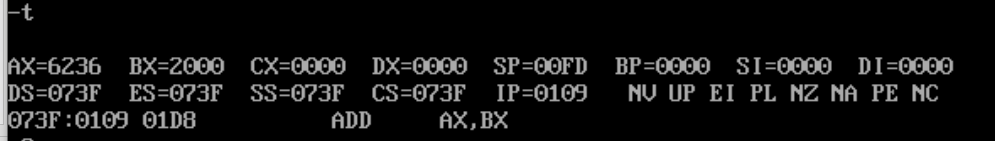 -t
AX=6236 BX=2000 CX=0000 DX=0000 SP=00FD BP=0000 SI=0000 DI=0000
DS=073F ES=073F SS=073F CS=073F IP=0109 NV UP EI PL NZ NA PE NC
073F:0109 01D8 ADD AX,BX